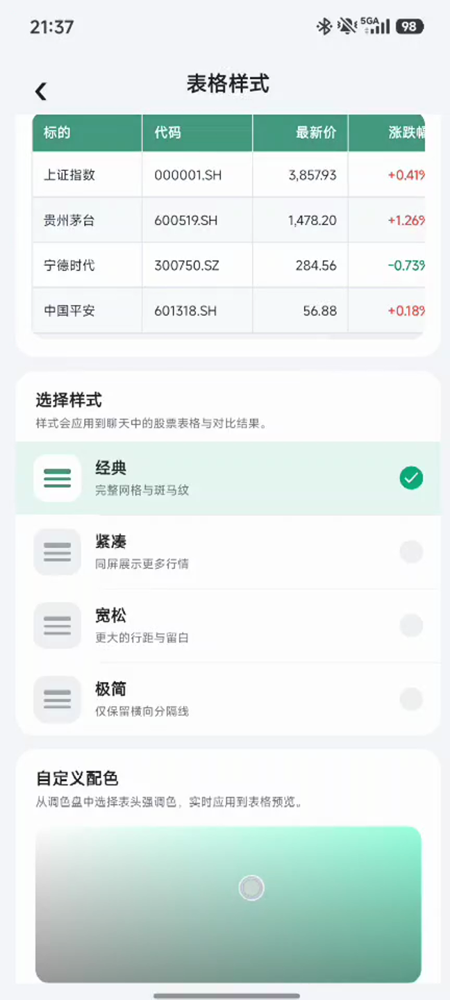 21:37
5GA
98
表格样式
标的 代码 最新价 涨跌幅
上证指数 000001.SH 3,857.93 +0.41%
贵州茅台 600519.SH 1,478.20 +1.26%
宁德时代 300750.SZ 284.56 -0.73%
中国平安 601318.SH 56.88 +0.18%
选择样式
样式会应用到聊天中的股票表格与对比结果。
经典
完整网格与斑马纹
紧凑
同屏展示更多行情
宽松
更大的行距与留白
极简
仅保留横向分隔线
自定义配色
从调色盘中选择表头强调色，实时应用到表格预览。